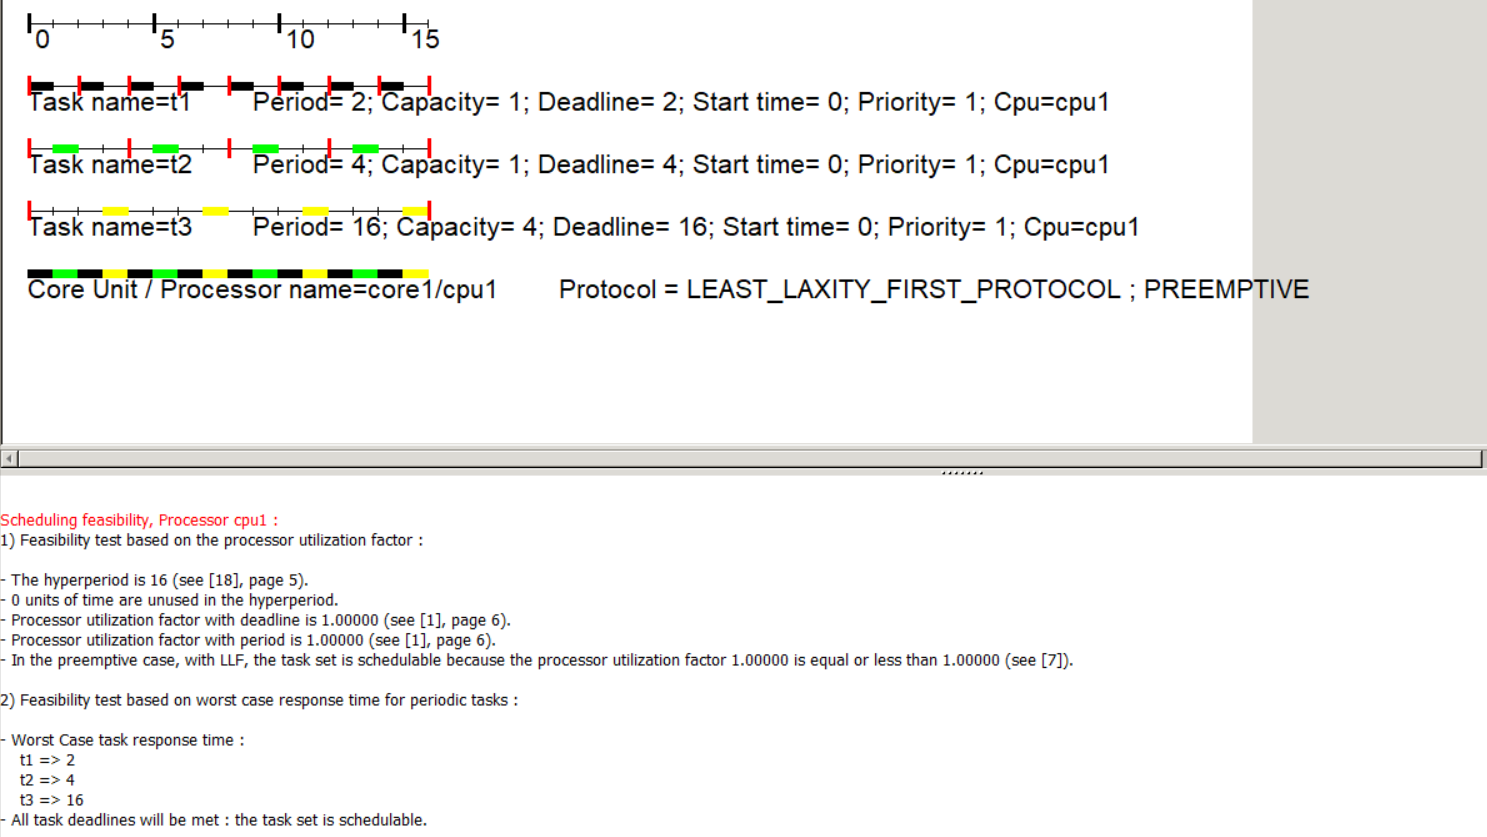 0 5 10 15
Task name=t1 Period= 2; Capacity= 1; Deadline= 2; Start time= 0; Priority= 1; Cpu=cpu1
Task name=t2 Period= 4; Capacity= 1; Deadline= 4; Start time= 0; Priority= 1; Cpu=cpu1
Task name=t3 Period= 16; Capacity= 4; Deadline= 16; Start time= 0; Priority= 1; Cpu=cpu1
Core Unit / Processor name=core1/cpu1 Protocol = LEAST_LAXITY_FIRST_PROTOCOL ; PREEMPTIVE
Scheduling feasibility, Processor cpu1 :
1) Feasibility test based on the processor utilization factor :
- The hyperperiod is 16 (see [18], page 5).
- 0 units of time are unused in the hyperperiod.
- Processor utilization factor with deadline is 1.00000 (see [1], page 6).
- Processor utilization factor with period is 1.00000 (see [1], page 6).
- In the preemptive case, with LLF, the task set is schedulable because the processor utilization factor 1.00000 is equal or less than 1.00000 (see [7]).
2) Feasibility test based on worst case response time for periodic tasks :
- Worst Case task response time :
t1 => 2
t2 => 4
t3 => 16
- All task deadlines will be met : the task set is schedulable.